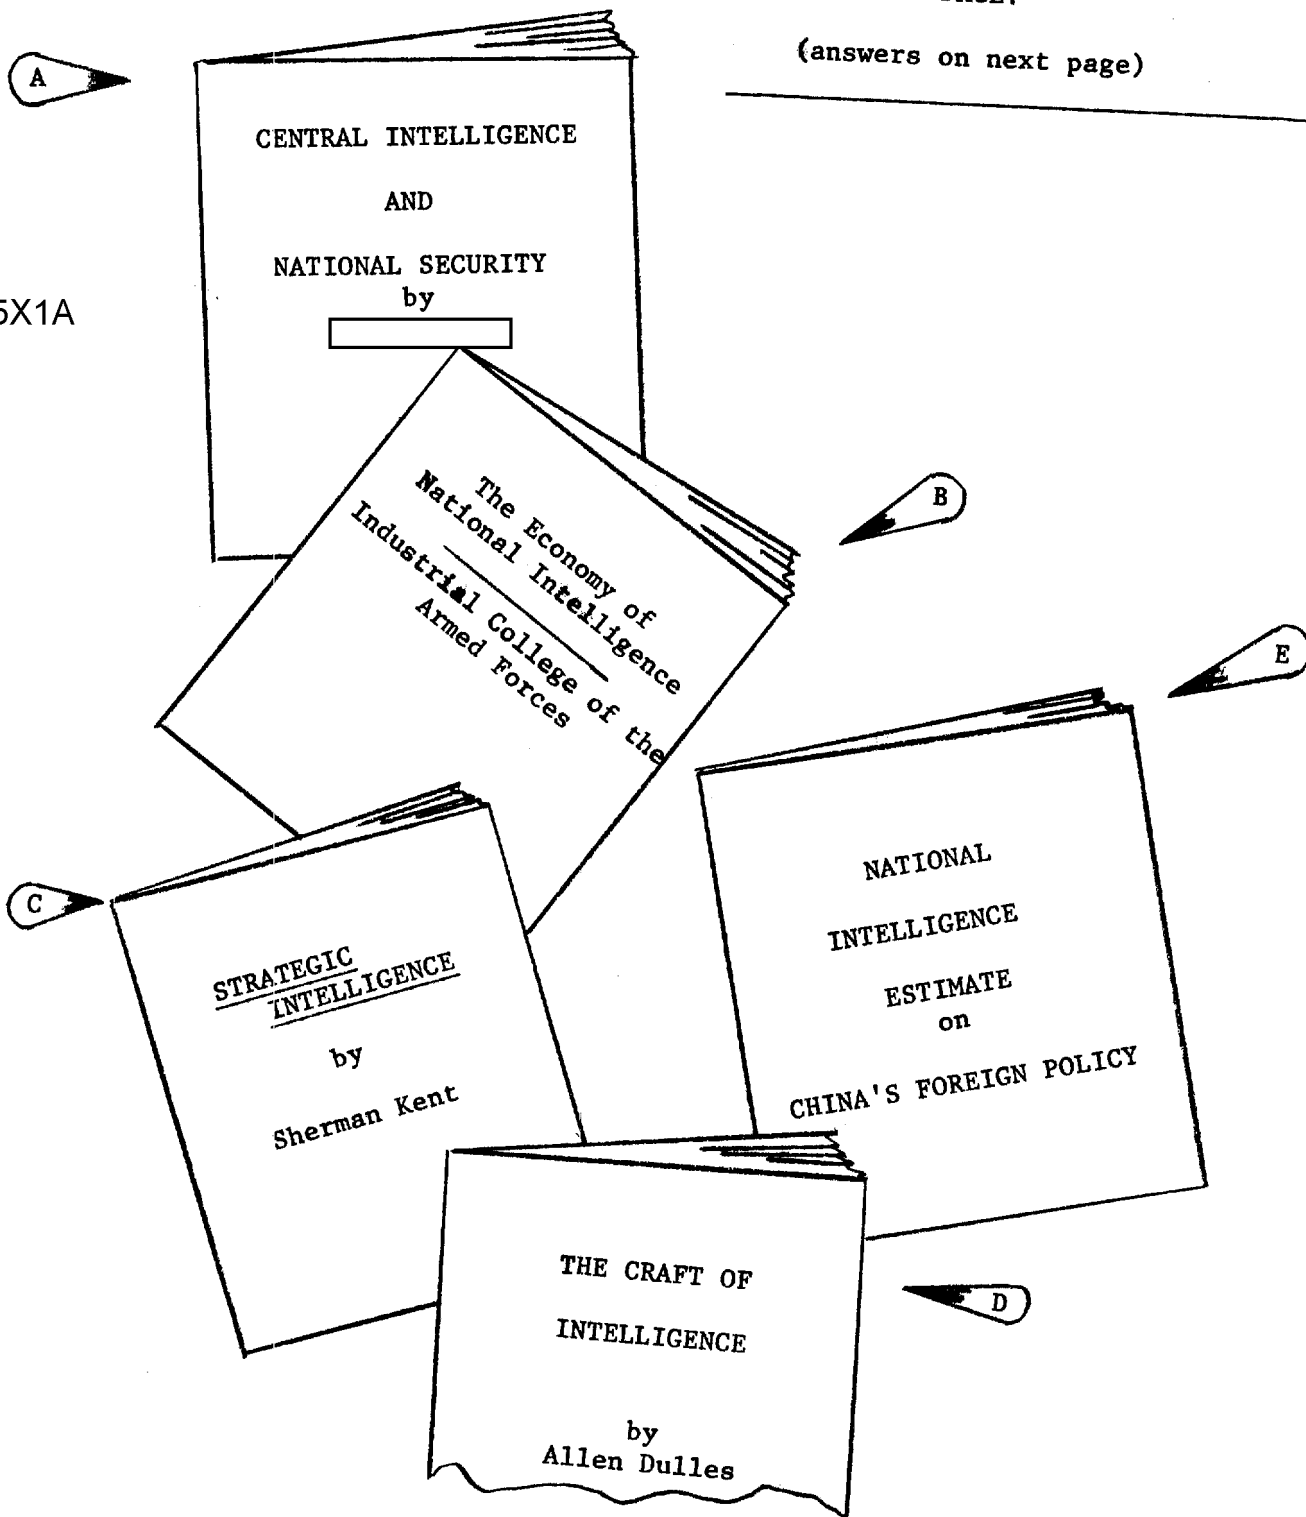 (answers on next page)
A
CENTRAL INTELLIGENCE
AND
NATIONAL SECURITY
by
5X1A
B
The Economy of
National Intelligence
Industrial College of the
Armed Forces
E
NATIONAL
INTELLIGENCE
ESTIMATE
on
CHINA'S FOREIGN POLICY
C
STRATEGIC
INTELLIGENCE
by
Sherman Kent
D
THE CRAFT OF
INTELLIGENCE
by
Allen Dulles